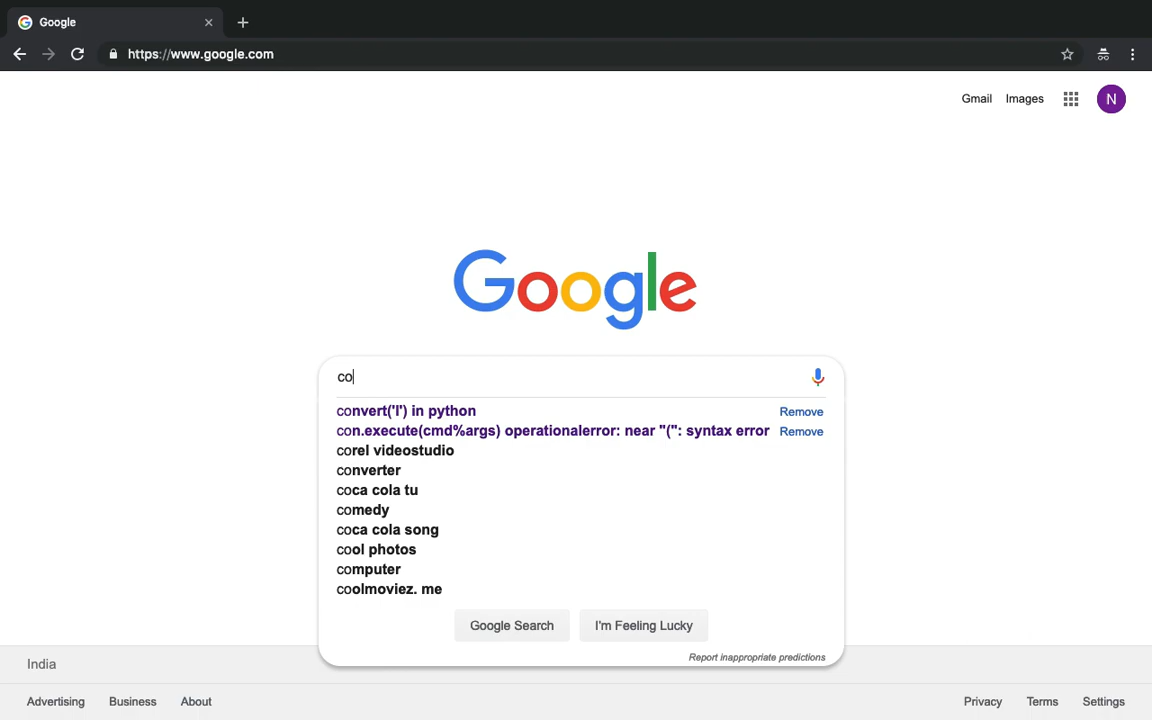 Google
https://www.google.com
Gmail Images N
Google
co
convert('l') in python Remove
con.execute(cmd%args) operationalerror: near "(": syntax error Remove
corel videostudio
converter
coca cola tu
comedy
coca cola song
cool photos
computer
coolmoviez. me
Google Search I'm Feeling Lucky
Report inappropriate predictions
India
Advertising Business About Privacy Terms Settings